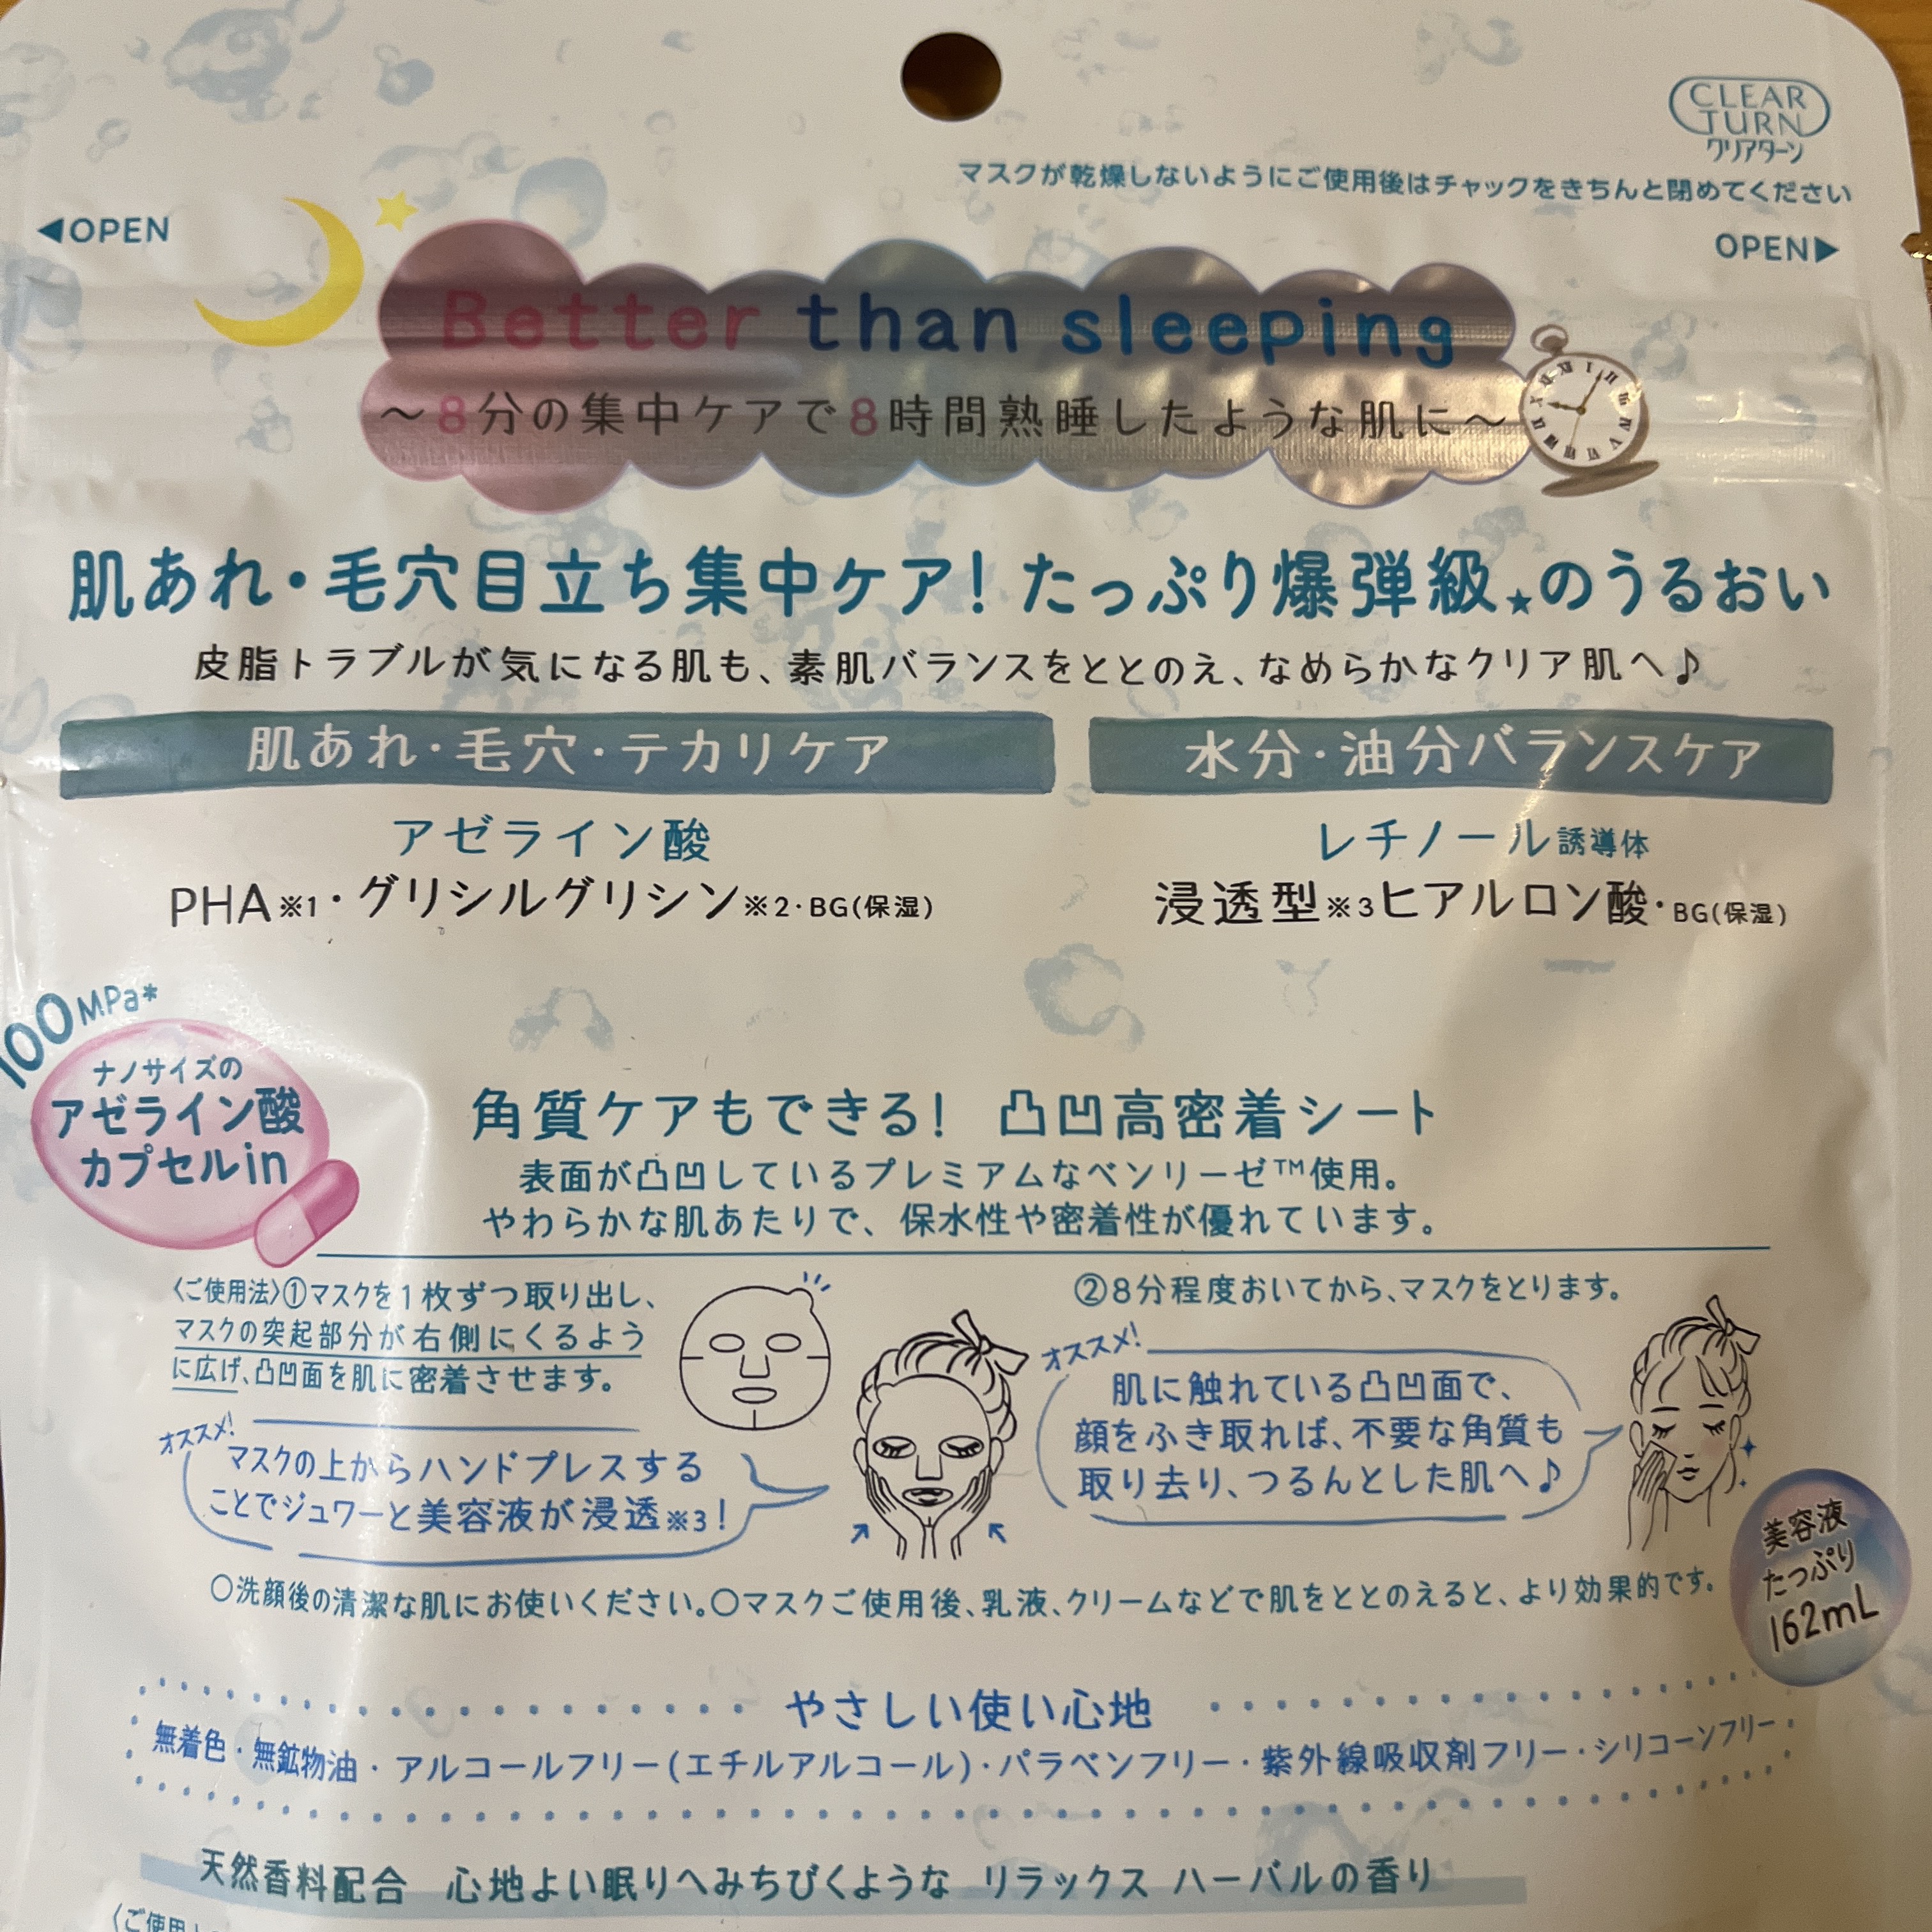 CLEAR
TURN
クリアターン
マスクが乾燥しないようにご使用後はチャックをきちんと閉めてください
◀OPEN
OPEN▶
Better than sleeping
～8分の集中ケアで8時間熟睡したような肌に～
肌あれ・毛穴目立ち集中ケア！たっぷり爆弾級★のうるおい
皮脂トラブルが気になる肌も、素肌バランスをととのえ、なめらかなクリア肌へ♪
肌あれ・毛穴・テカリケア
アゼライン酸
PHA※1・グリシルグリシン※2・BG(保湿)
水分・油分バランスケア
レチノール誘導体
浸透型※3ヒアルロン酸・BG(保湿)
100MPa*
ナノサイズの
アゼライン酸
カプセルin
角質ケアもできる！ 凸凹高密着シート
表面が凸凹しているプレミアムなベンリーゼ™使用。
やわらかな肌あたりで、保水性や密着性が優れています。
〈ご使用法〉①マスクを1枚ずつ取り出し、
マスクの突起部分が右側にくるよう
に広げ、凸凹面を肌に密着させます。
オススメ！
マスクの上からハンドプレスする
ことでジュワーと美容液が浸透※3！
②8分程度おいてから、マスクをとります。
オススメ！
肌に触れている凸凹面で、
顔をふき取れば、不要な角質も
取り去り、つるんとした肌へ♪
美容液
たっぷり
162mL
○洗顔後の清潔な肌にお使いください。○マスクご使用後、乳液、クリームなどで肌をととのえると、より効果的です。
やさしい使い心地
無着色・無鉱物油・アルコールフリー(エチルアルコール)・パラベンフリー・紫外線吸収剤フリー・シリコーンフリー
天然香料配合 心地よい眠りへみちびくような リラックス ハーバルの香り